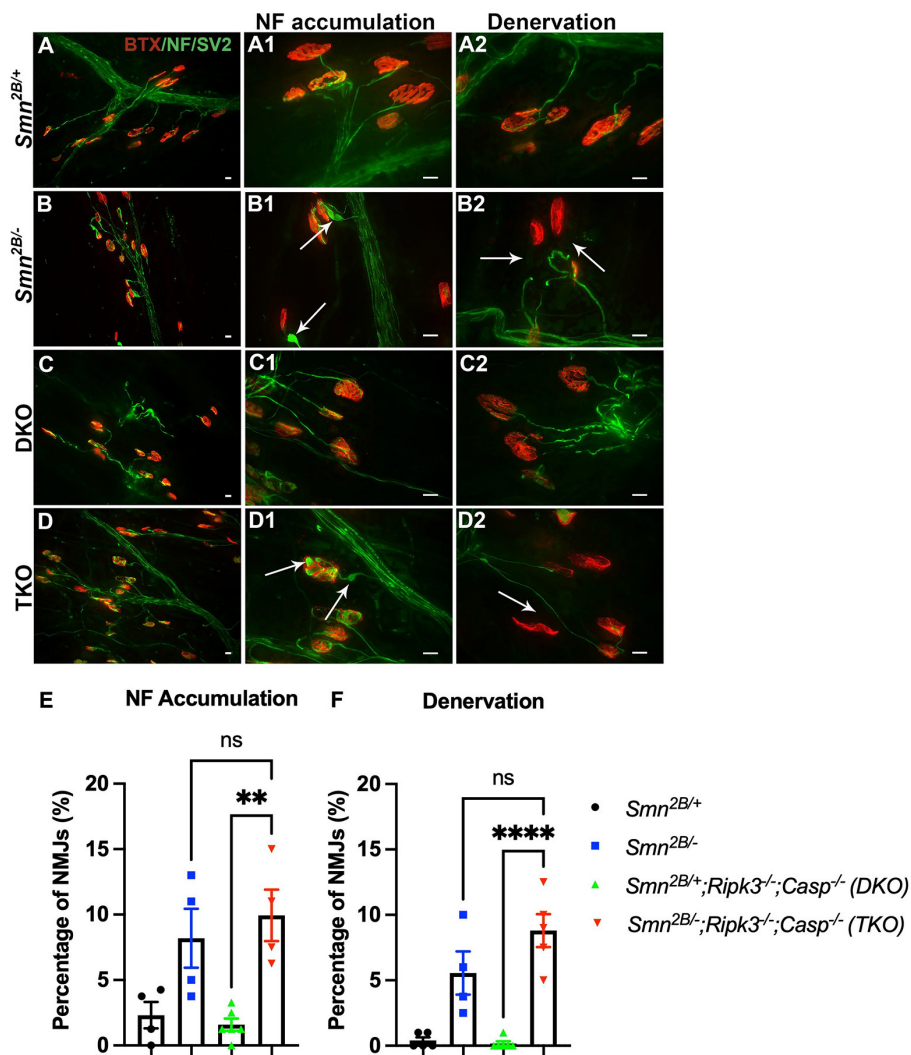 NF accumulation Denervation
A BTX/NF/SV2 A1 A2
Smn2B/+
B B1 B2
Smn2B/-
C C1 C2
DKO
D D1 D2
TKO
E NF Accumulation F Denervation
ns
**
ns
****
Percentage of NMJs (%)
20
15
10
5
0
Percentage of NMJs (%)
20
15
10
5
0
Smn2B/+
Smn2B/-
Smn2B/+;Ripk3-/-;Casp-/- (DKO)
Smn2B/-;Ripk3-/-;Casp-/- (TKO)